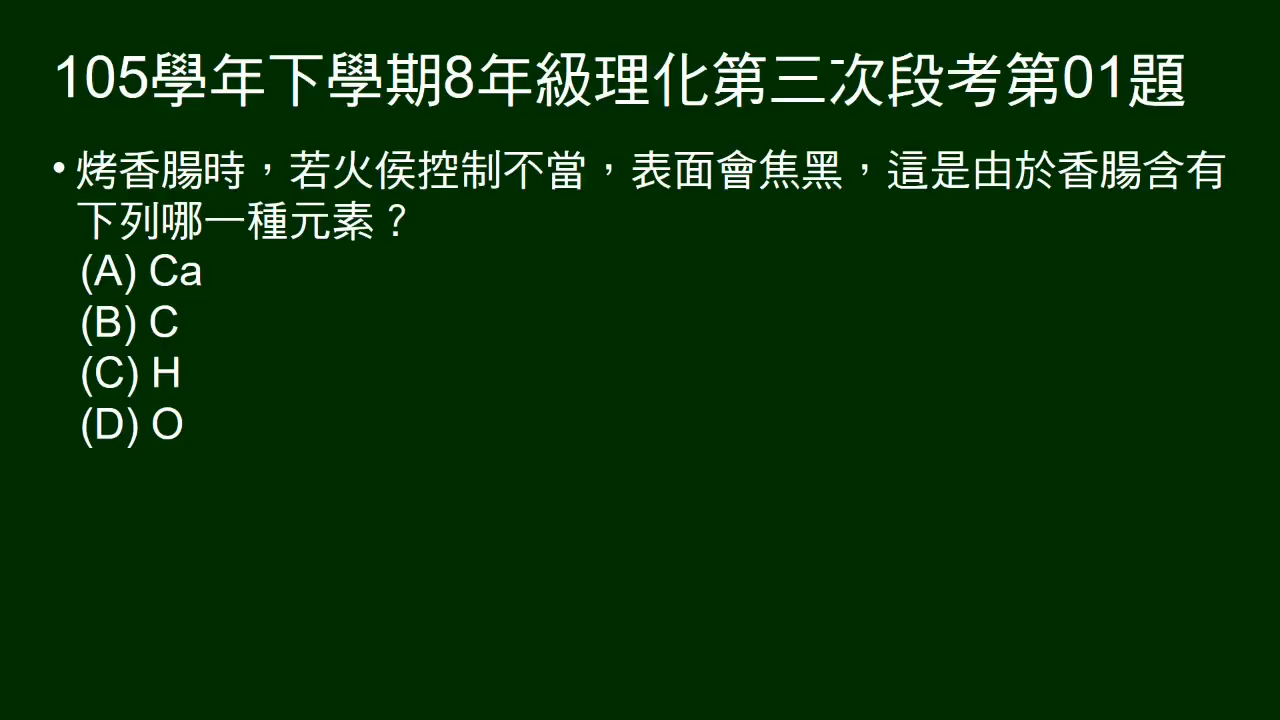 105學年下學期8年級理化第三次段考第01題
• 烤香腸時，若火侯控制不當，表面會焦黑，這是由於香腸含有
下列哪一種元素？
(A) Ca
(B) C
(C) H
(D) O